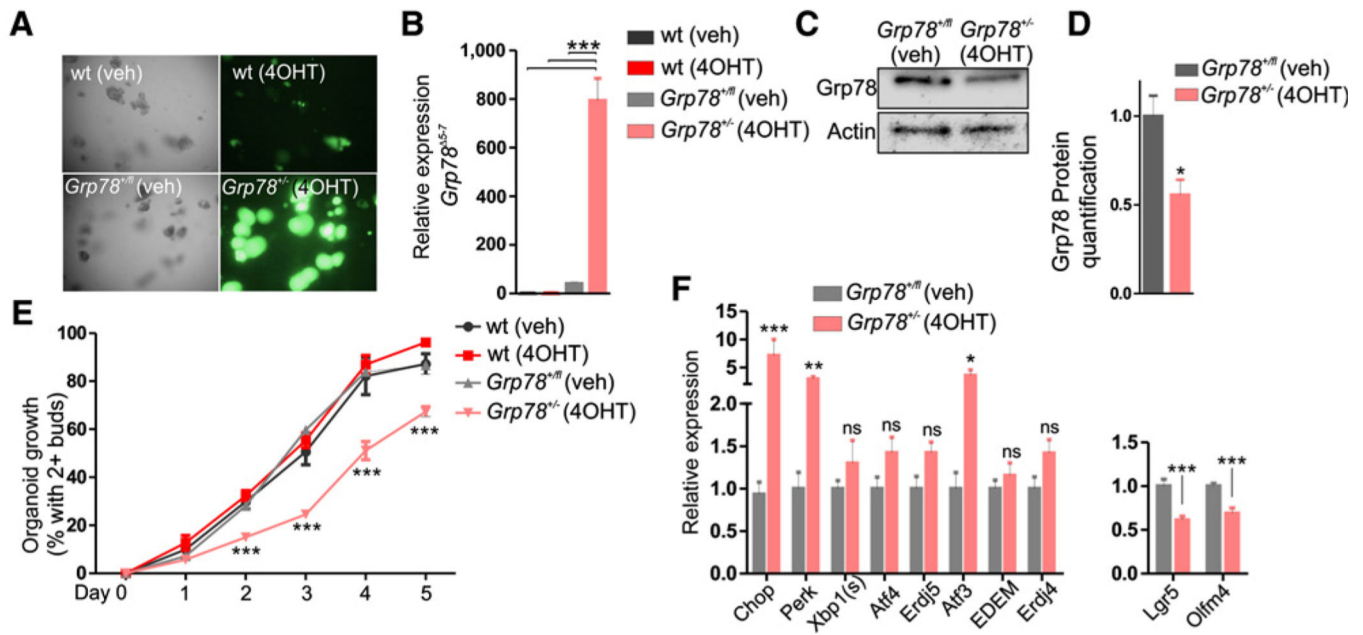 A
wt (veh)
wt (4OHT)
Grp78+/fl (veh)
Grp78+/- (4OHT)
B
Relative expression
Grp78Δ5-7
1,000
800
600
400
200
0
***
wt (veh)
wt (4OHT)
Grp78+/fl (veh)
Grp78+/- (4OHT)
C
Grp78+/fl Grp78+/-
(veh) (4OHT)
Grp78
Actin
D
Grp78+/fl (veh)
Grp78+/- (4OHT)
Grp78 Protein
quantification
1.0
0.5
0.0
*
E
Organoid growth
(% with 2+ buds)
100
80
60
40
20
0
Day 0 1 2 3 4 5
***
***
***
***
wt (veh)
wt (4OHT)
Grp78+/fl (veh)
Grp78+/- (4OHT)
F
Grp78+/fl (veh)
Grp78+/- (4OHT)
Relative expression
15
10
5
2.0
1.5
1.0
0.5
0.0
*** ** ns ns ns * ns ns
Chop Perk Xbp1(s) Atf4 Erdj5 Atf3 EDEM Erdj4
1.5
1.0
0.5
0.0
*** ***
Lgr5 Olfm4